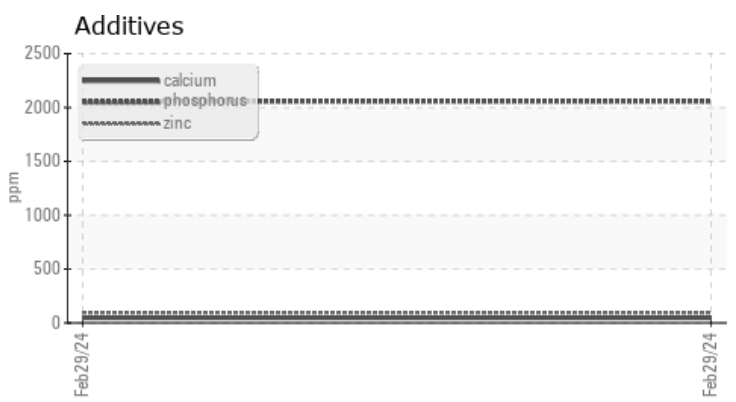 Additives
2500
2000
1500
1000
500
0
ppm
calcium
phosphorus
zinc
Feb29/24
Feb29/24